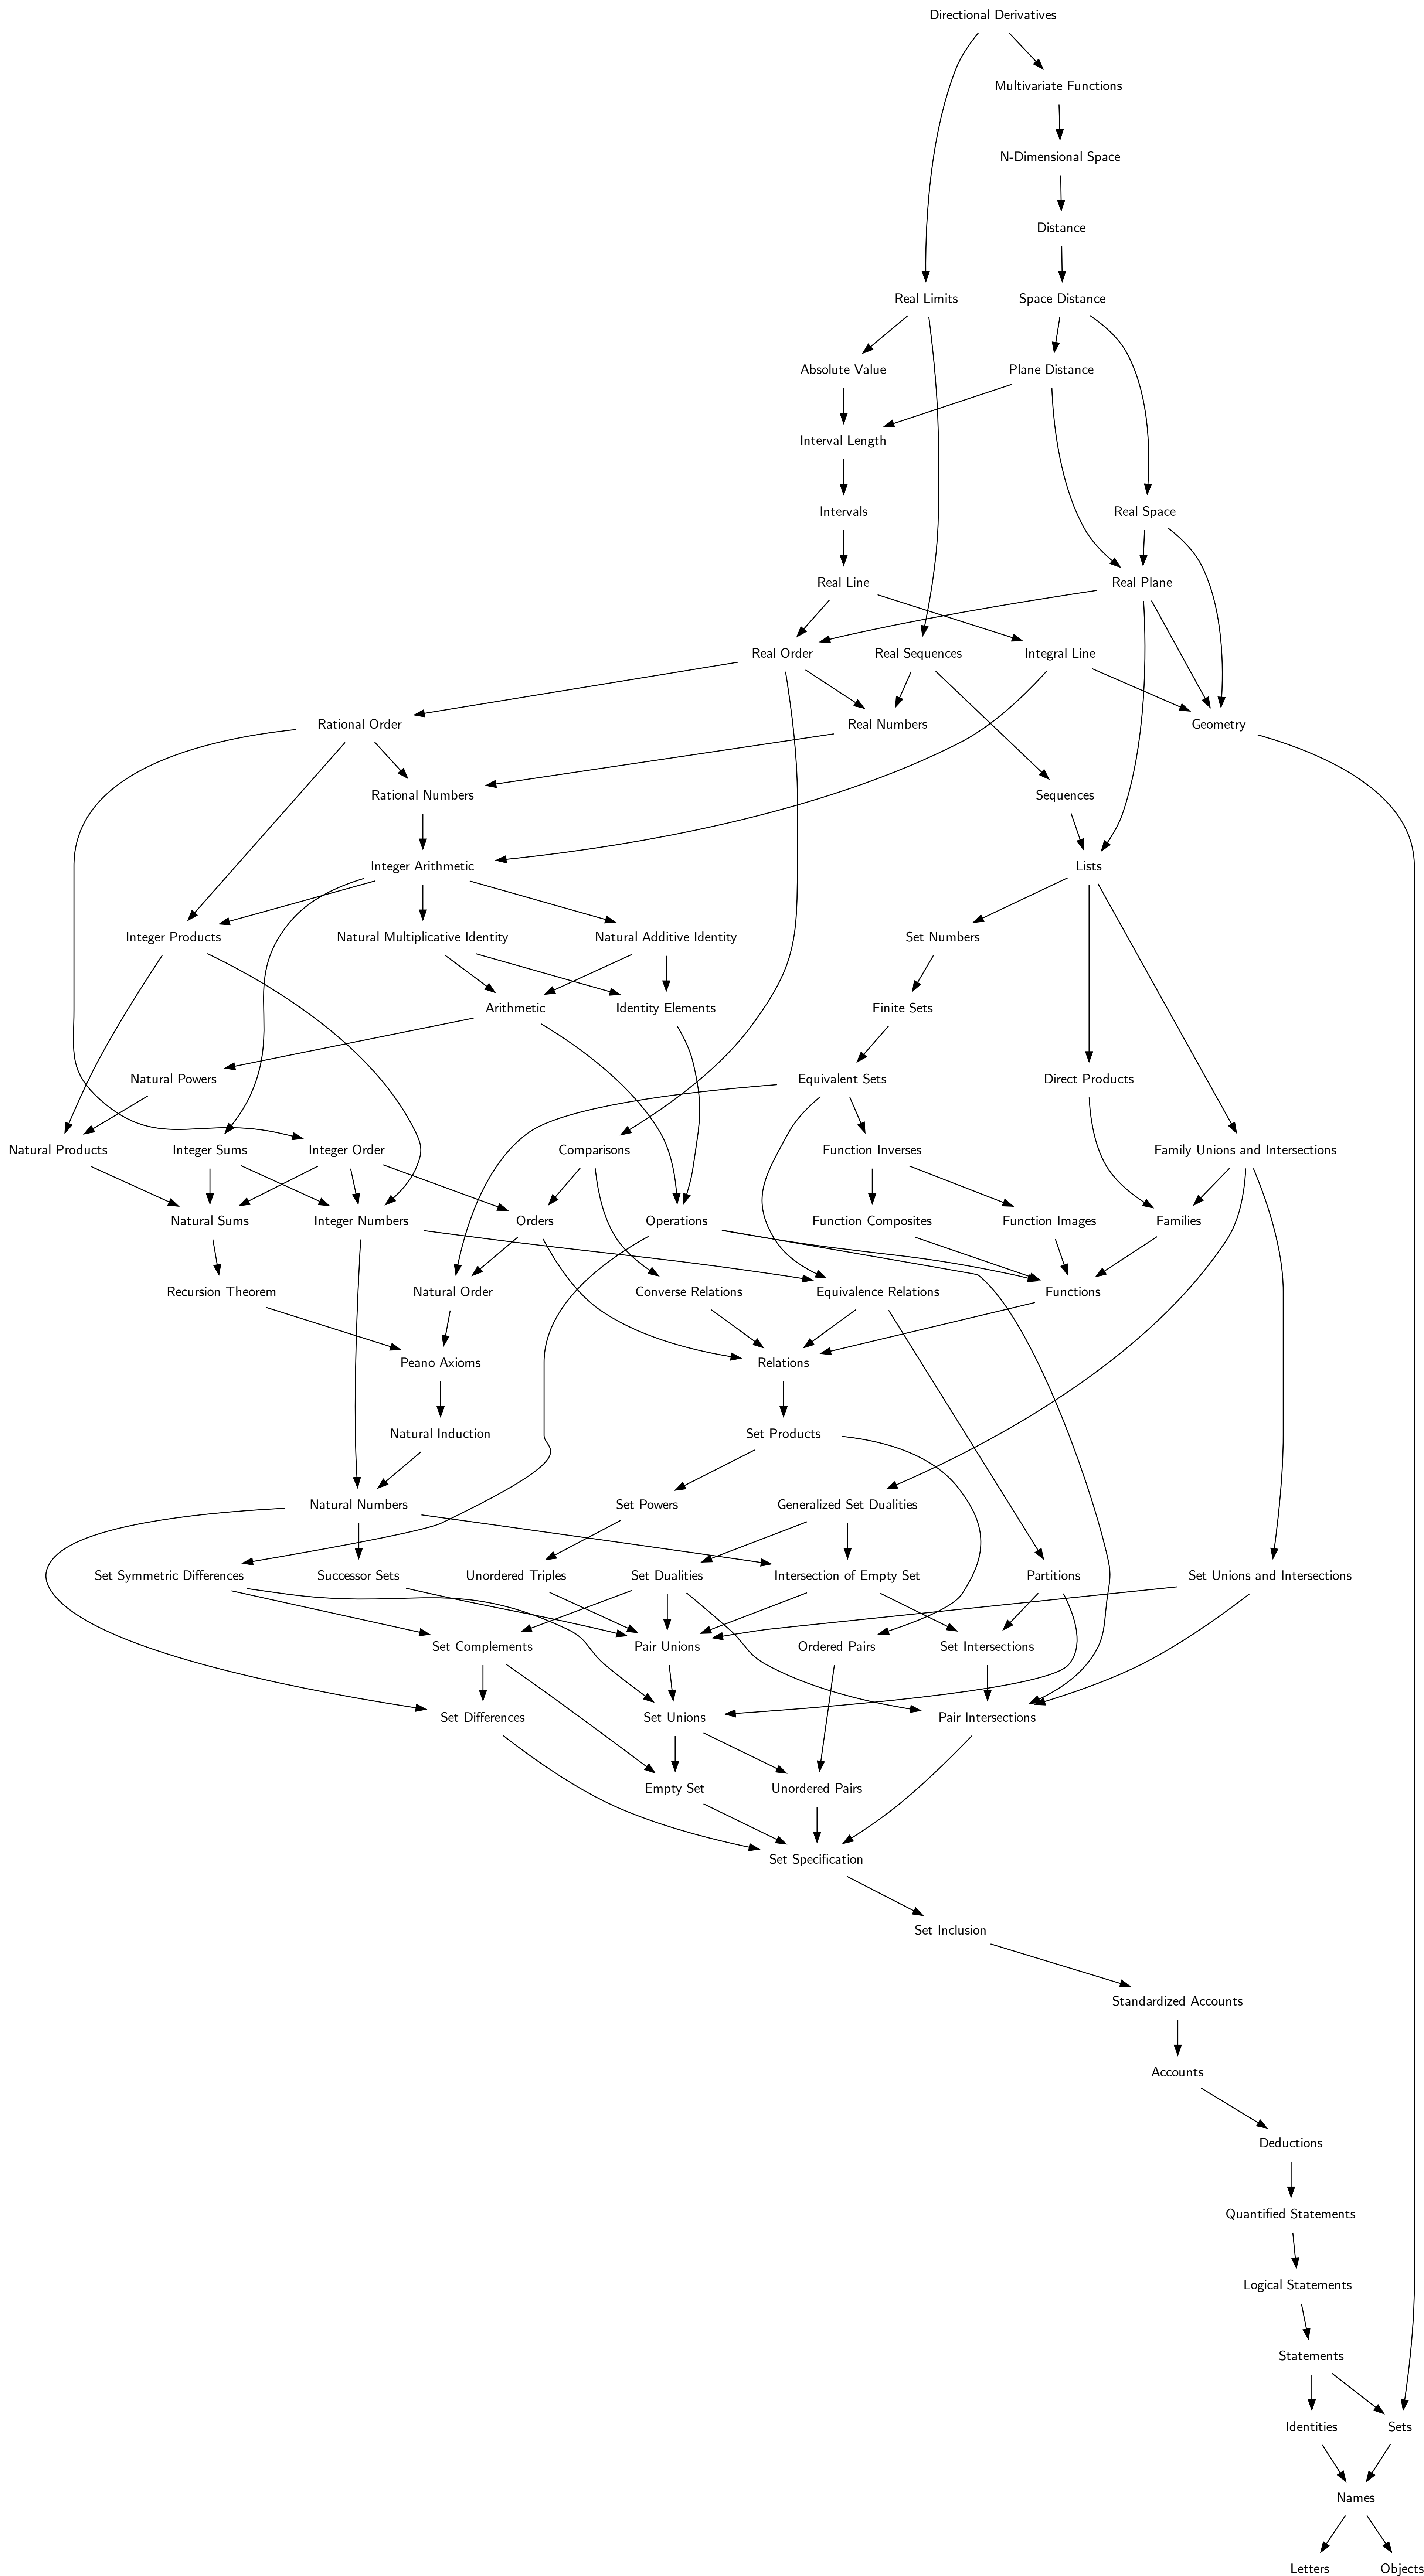 Directional Derivatives
Multivariate Functions
N-Dimensional Space
Distance
Real Limits
Space Distance
Absolute Value
Plane Distance
Interval Length
Intervals
Real Space
Real Line
Real Plane
Real Order
Real Sequences
Integral Line
Rational Order
Real Numbers
Geometry
Rational Numbers
Sequences
Integer Arithmetic
Lists
Integer Products
Natural Multiplicative Identity
Natural Additive Identity
Set Numbers
Arithmetic
Identity Elements
Finite Sets
Natural Powers
Equivalent Sets
Direct Products
Natural Products
Integer Sums
Integer Order
Comparisons
Function Inverses
Family Unions and Intersections
Natural Sums
Integer Numbers
Orders
Operations
Function Composites
Function Images
Families
Recursion Theorem
Natural Order
Converse Relations
Equivalence Relations
Functions
Peano Axioms
Relations
Natural Induction
Set Products
Natural Numbers
Set Powers
Generalized Set Dualities
Set Symmetric Differences
Successor Sets
Unordered Triples
Set Dualities
Intersection of Empty Set
Partitions
Set Unions and Intersections
Set Complements
Pair Unions
Ordered Pairs
Set Intersections
Set Differences
Set Unions
Pair Intersections
Empty Set
Unordered Pairs
Set Specification
Set Inclusion
Standardized Accounts
Accounts
Deductions
Quantified Statements
Logical Statements
Statements
Identities
Sets
Names
Letters
Objects